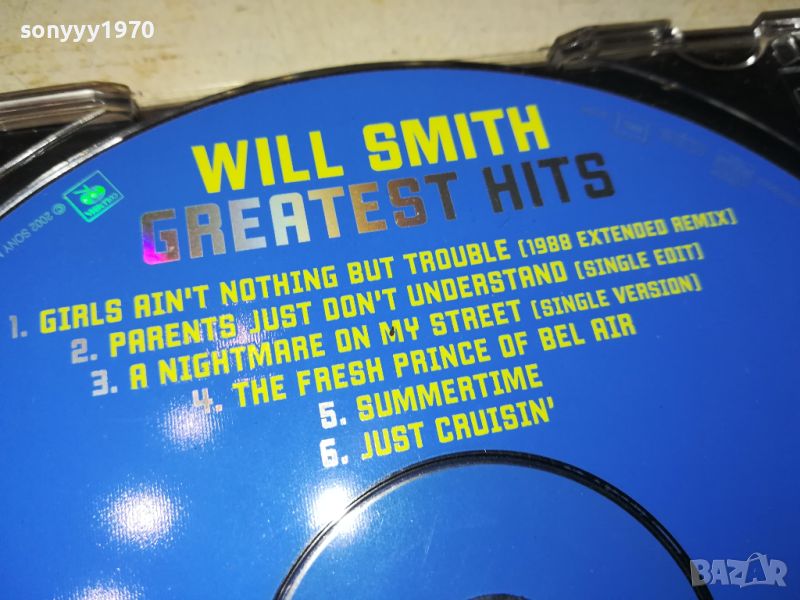 sonyyy1970
WILL SMITH
GREATEST HITS
1. GIRLS AIN'T NOTHING BUT TROUBLE [1988 EXTENDED REMIX]
2. PARENTS JUST DON'T UNDERSTAND [SINGLE EDIT]
3. A NIGHTMARE ON MY STREET [SINGLE VERSION]
4. THE FRESH PRINCE OF BEL AIR
5. SUMMERTIME
6. JUST CRUISIN'
© 2002 SONY
BAZAR